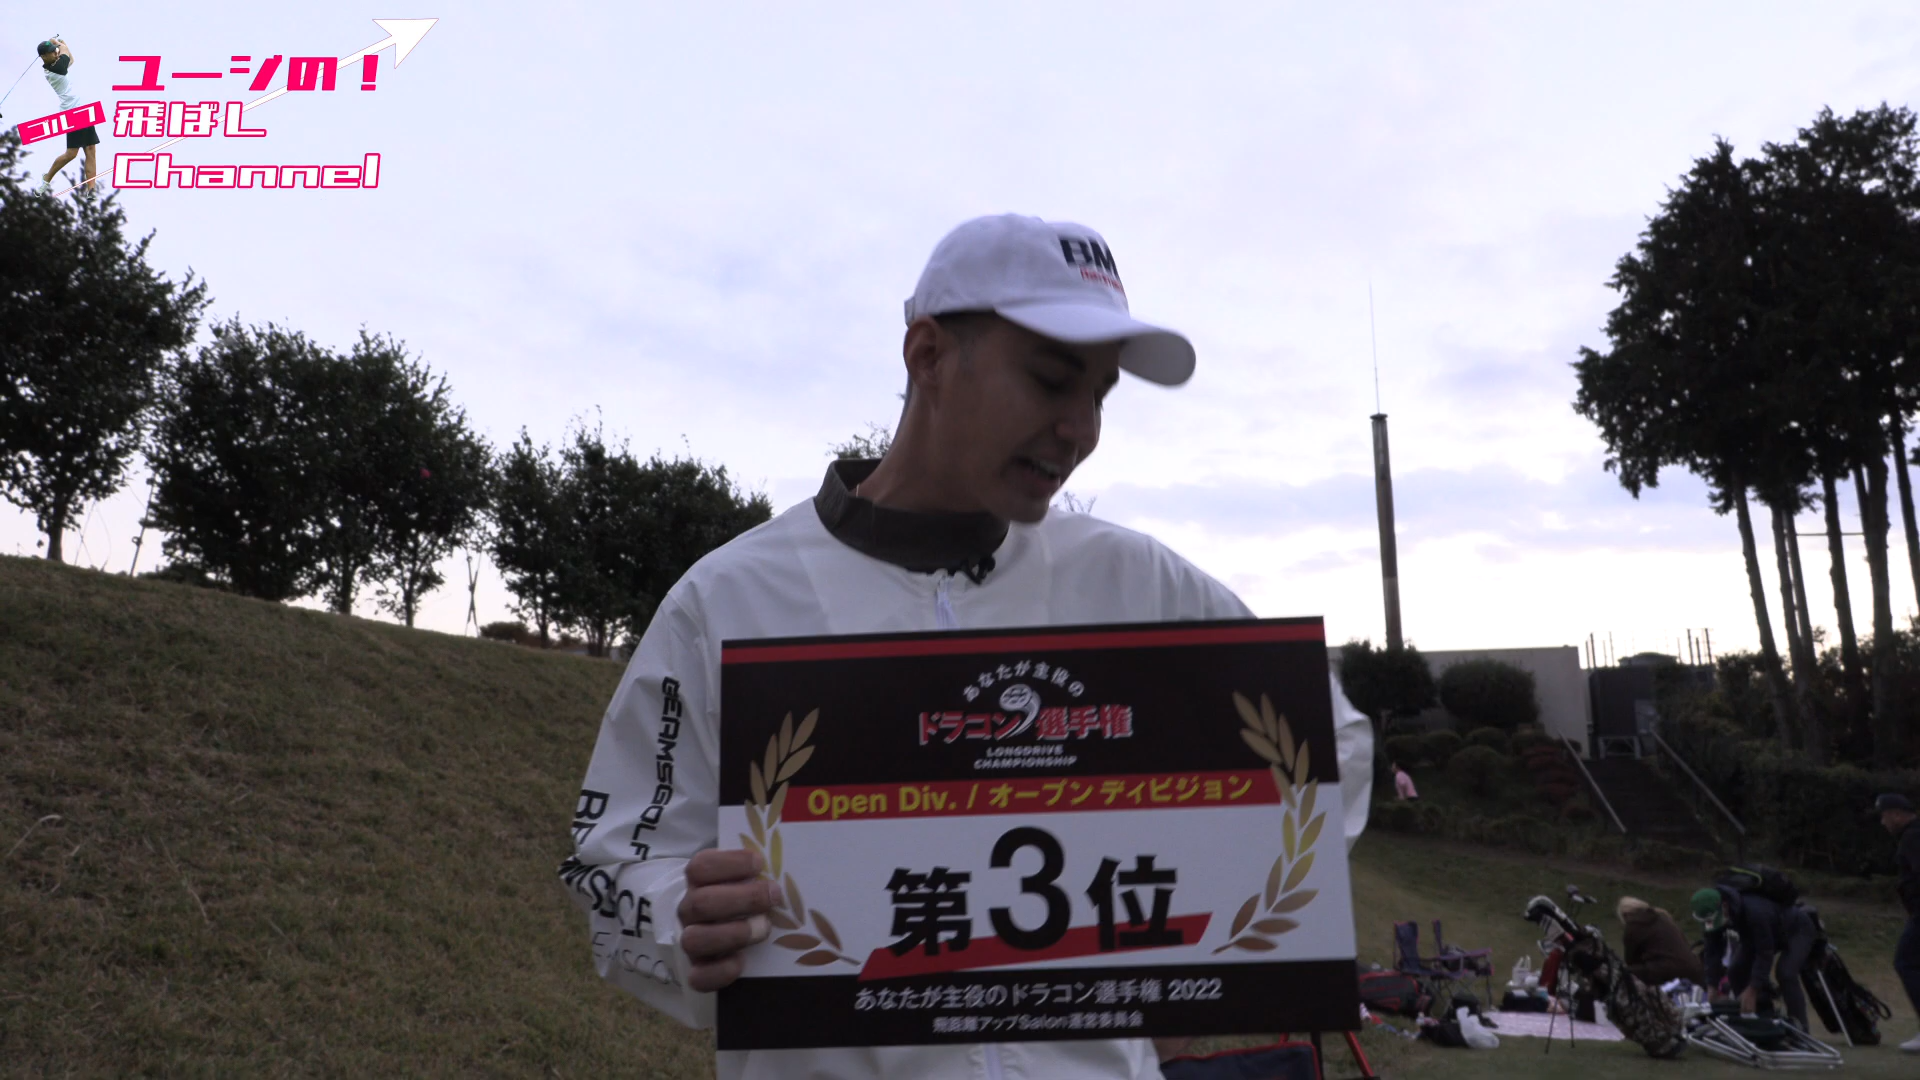 ユージの!
ゴルフ
飛ばし
Channel
BM
BEAMSGOLF
あなたが主役の
ドラコン選手権
LONGDRIVE
CHAMPIONSHIP
Open Div. / オープン ディビジョン
第3位
あなたが主役のドラコン選手権 2022
飛距離アップSalon運営委員会